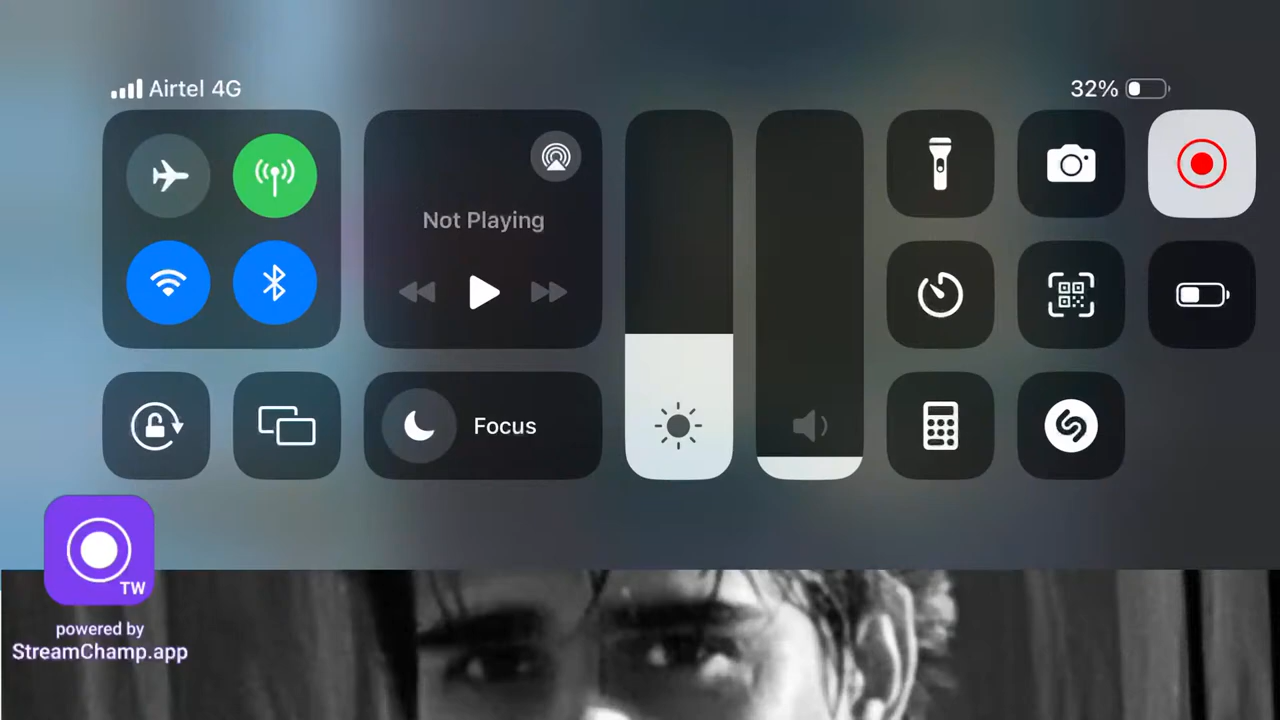 Airtel 4G
32%
Not Playing
Focus
TW
powered by
StreamChamp.app